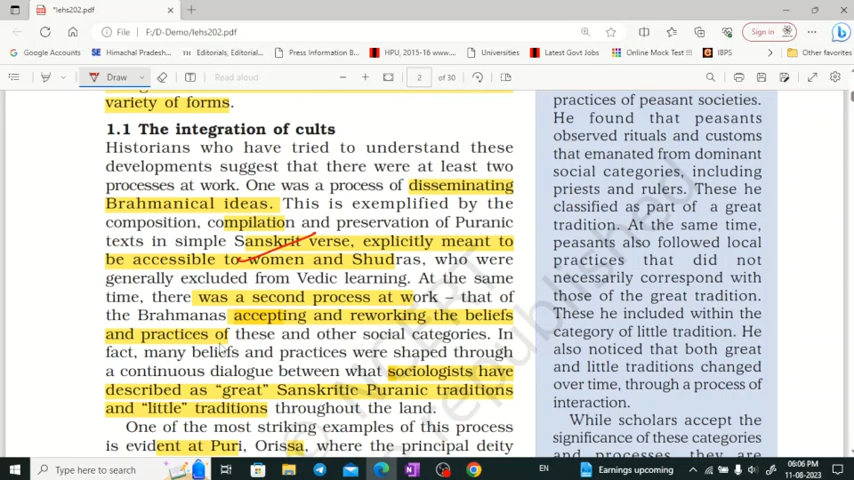 *lehs202.pdf
File
F:/D-Demo/lehs202.pdf
Sign in
Google
Himachal Pradesh...
Editorials, Editorial...
Press Information B...
HPU, 2015-16 www....
Universities
Latest Govt Jobs
Online Mock Test
IBPS
Other favorites
Draw
Read aloud
2
of 30
variety of forms.
1.1 The integration of cults
Historians who have tried to understand these
developments suggest that there were at least two
processes at work. One was a process of disseminating
Brahmanical ideas. This is exemplified by the
composition, compilation and preservation of Puranic
texts in simple Sanskrit verse, explicitly meant to
be accessible to women and Shudras, who were
generally excluded from Vedic learning. At the same
time, there was a second process at work – that of
the Brahmanas accepting and reworking the beliefs
and practices of these and other social categories. In
fact, many beliefs and practices were shaped through
a continuous dialogue between what sociologists have
described as “great” Sanskritic Puranic traditions
and “little” traditions throughout the land.
One of the most striking examples of this process
is evident at Puri, Orissa, where the principal deity
practices of peasant societies.
He found that peasants
observed rituals and customs
that emanated from dominant
social categories, including
priests and rulers. These he
classified as part of a great
tradition. At the same time,
peasants also followed local
practices that did not
necessarily correspond with
those of the great tradition.
These he included within the
category of little tradition. He
also noticed that both great
and little traditions changed
over time, through a process of
interaction.
While scholars accept the
significance of these categories
and processes, they are
Type here to search
EN
Earnings upcoming
06:06 PM
11-08-2023